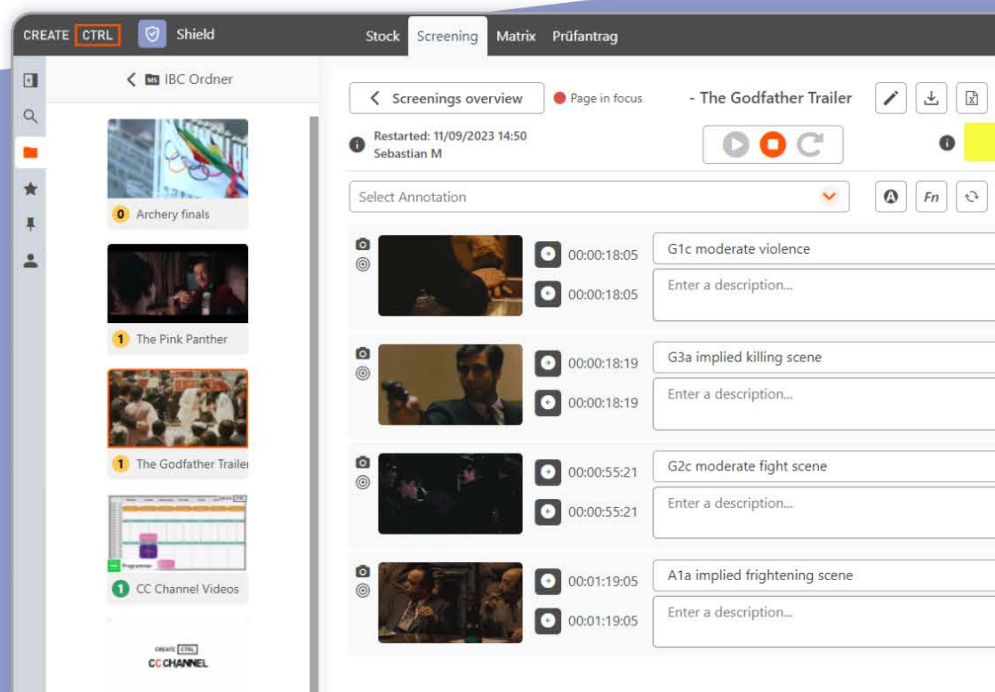 CREATE CTRL Shield Stock Screening Matrix Prüfantrag
IBC Ordner
Screenings overview Page in focus - The Godfather Trailer
Restarted: 11/09/2023 14:50
Sebastian M
Select Annotation
A Fn
0 Archery finals
1 The Pink Panther
1 The Godfather Trailer
Programmer
1 CC Channel Videos
CREATE CTRL
CC CHANNEL
00:00:18:05 G1c moderate violence
00:00:18:05 Enter a description...
00:00:18:19 G3a implied killing scene
00:00:18:19 Enter a description...
00:00:55:21 G2c moderate fight scene
00:00:55:21 Enter a description...
00:01:19:05 A1a implied frightening scene
00:01:19:05 Enter a description...